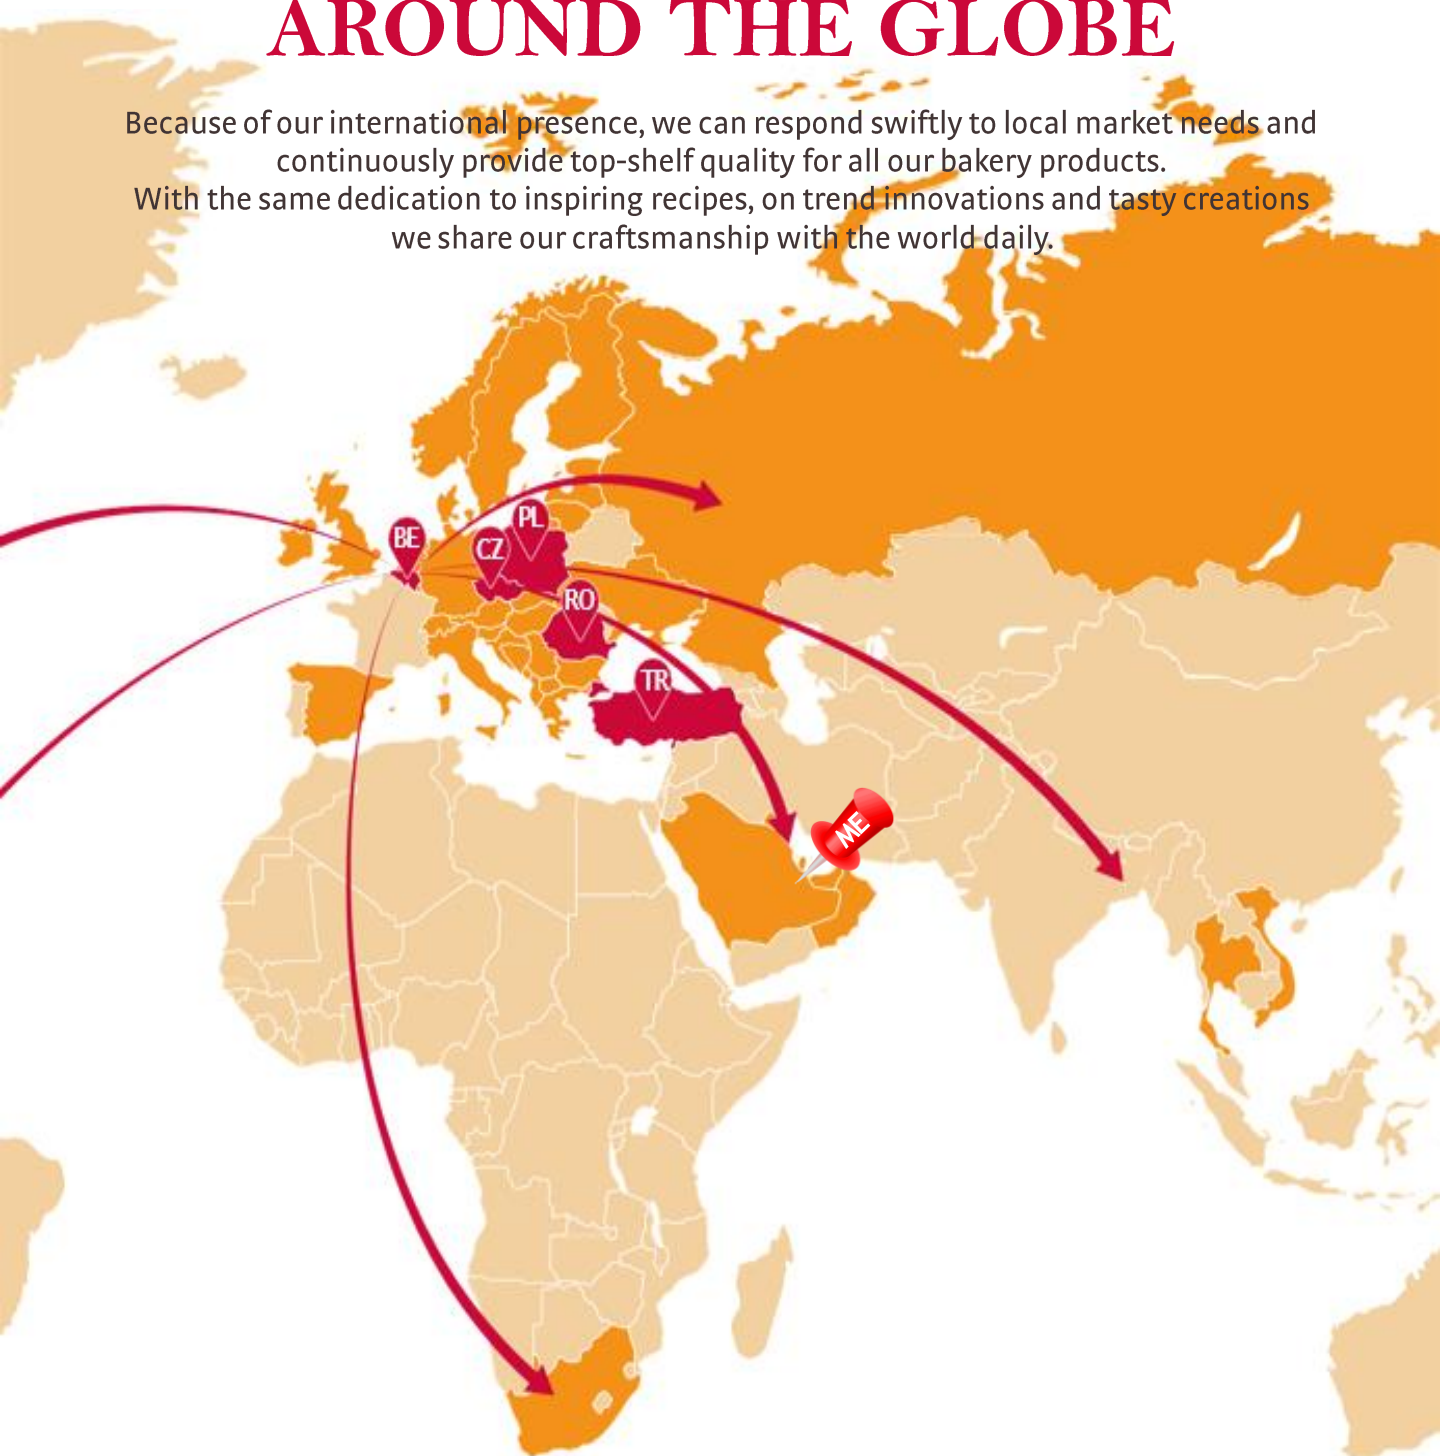 AROUND THE GLOBE
Because of our international presence, we can respond swiftly to local market needs and
continuously provide top-shelf quality for all our bakery products.
With the same dedication to inspiring recipes, on trend innovations and tasty creations
we share our craftsmanship with the world daily.
PL
BE
CZ
RO
TR
ME